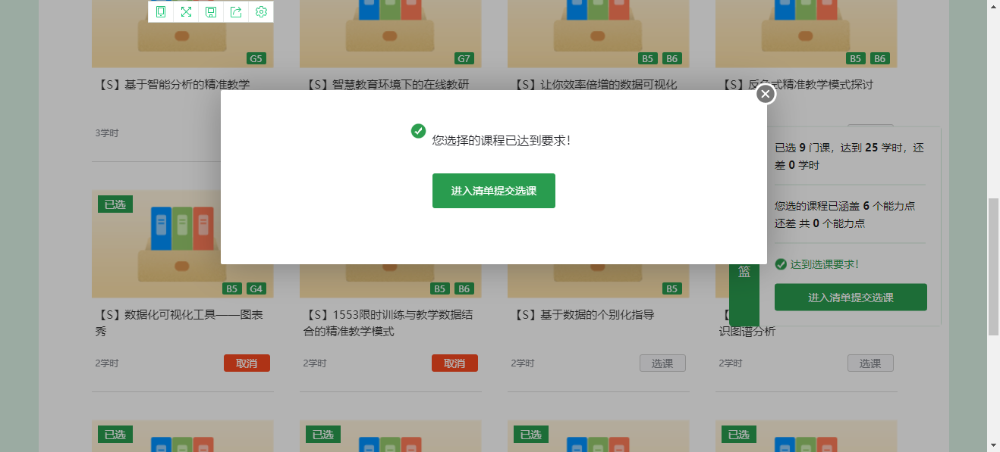 G5
G7
B5 B6
B5 B6
【S】基于智能分析的精准教学
【S】智慧教育环境下的在线教研
【S】让你效率倍增的数据可视化
【S】反
式精准教学模式探讨
3学时
您选择的课程已达到要求！
进入清单提交选课
已选 9 门课，达到 25 学时，还
差 0 学时
您选的课程已涵盖 6 个能力点
还差 共 0 个能力点
达到选课要求！
进入清单提交选课
篮
已选
B5 G4
B5 B6
B5
【S】数据化可视化工具——图表
秀
【S】1553限时训练与教学数据结
合的精准教学模式
【S】基于数据的个别化指导
识图谱分析
2学时
取消
2学时
取消
2学时
选课
2学时
选课
已选
已选
已选
已选